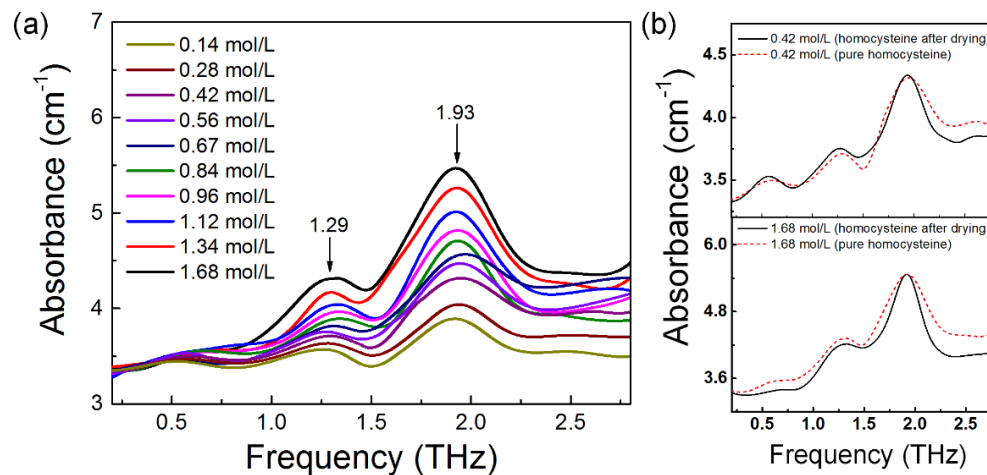 (a)
7
6
5
4
3
Absorbance (cm⁻¹)
0.14 mol/L
0.28 mol/L
0.42 mol/L
0.56 mol/L
0.67 mol/L
0.84 mol/L
0.96 mol/L
1.12 mol/L
1.34 mol/L
1.68 mol/L
1.29
1.93
0.5 1.0 1.5 2.0 2.5
Frequency (THz)
(b)
0.42 mol/L (homocysteine after drying)
0.42 mol/L (pure homocysteine)
4.5
4.2
3.5
1.68 mol/L (homocysteine after drying)
1.68 mol/L (pure homocysteine)
6.0
4.8
3.6
Absorbance (cm⁻¹)
0.5 1.0 1.5 2.0 2.5
Frequency (THz)